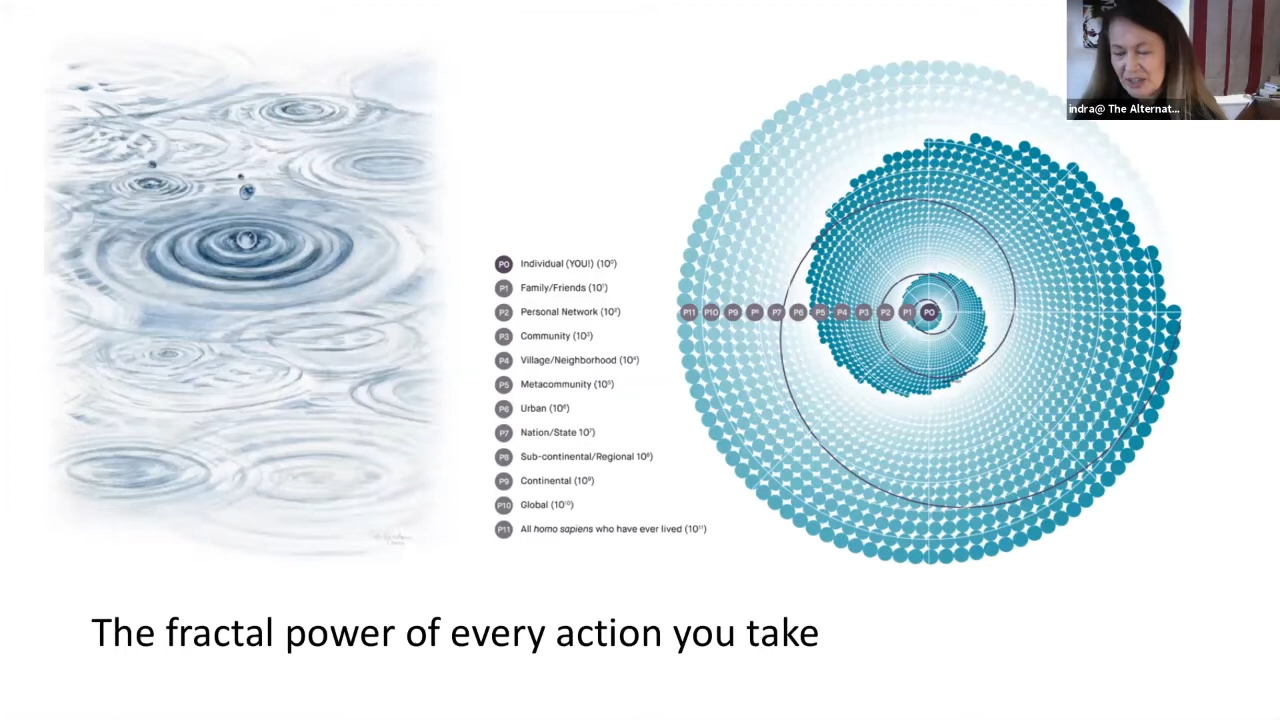 indra@ The Alternat...
P0 Individual (YOU!) (10⁰)
P1 Family/Friends (10¹)
P2 Personal Network (10²)
P3 Community (10³)
P4 Village/Neighborhood (10⁴)
P5 Metacommunity (10⁵)
P6 Urban (10⁶)
P7 Nation/State 10⁷)
P8 Sub-continental/Regional 10⁸)
P9 Continental (10⁹)
P10 Global (10¹⁰)
P11 All homo sapiens who have ever lived (10¹¹)
P11 P10 P9 P8 P7 P6 P5 P4 P3 P2 P1 P0
The fractal power of every action you take